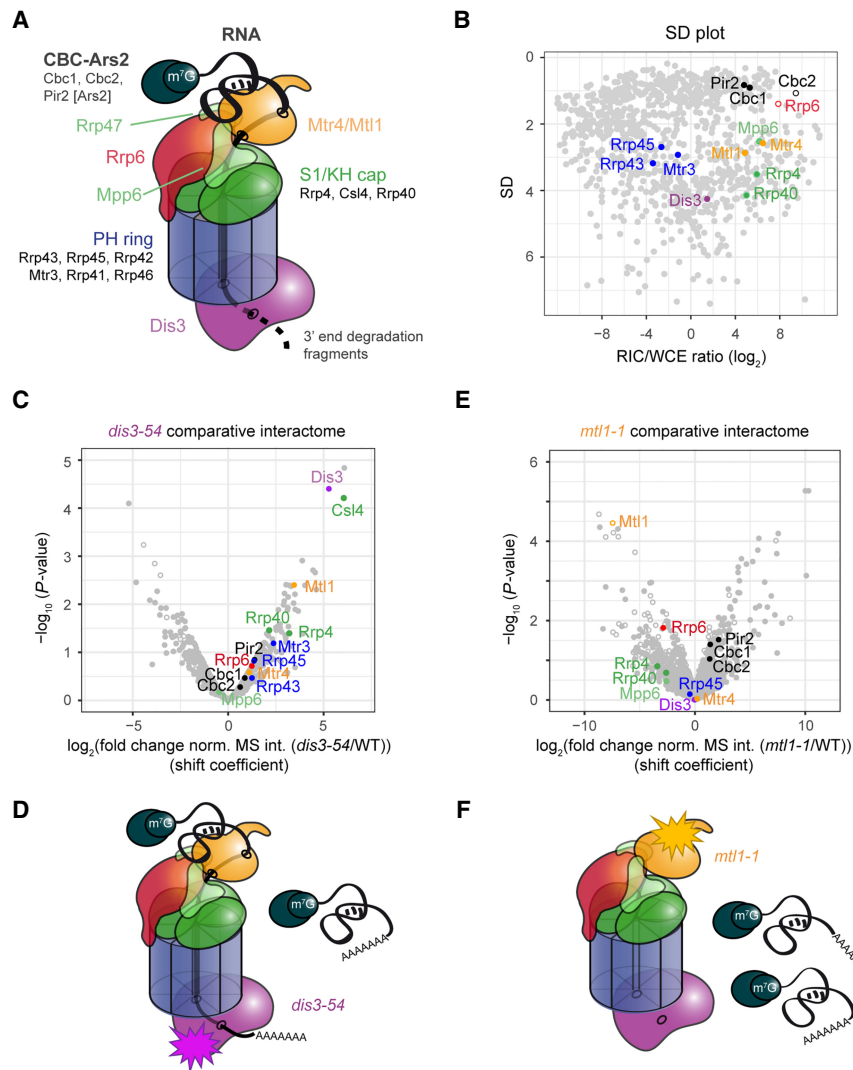 A
RNA
CBC-Ars2
Cbc1, Cbc2,
Pir2 [Ars2]
m7G
Rrp47
Mtr4/Mtl1
Rrp6
Mpp6
S1/KH cap
Rrp4, Csl4, Rrp40
PH ring
Rrp43, Rrp45, Rrp42
Mtr3, Rrp41, Rrp46
Dis3
3' end degradation
fragments
B
SD plot
0
2
4
6
SD
Pir2
Cbc1
Cbc2
Rrp6
Mpp6
Mtl1
Mtr4
Rrp45
Rrp43
Mtr3
Rrp4
Rrp40
Dis3
−8 −4 0 4 8
RIC/WCE ratio (log2)
C
dis3-54 comparative interactome
5
4
3
2
1
0
−log10 (P-value)
Dis3
Csl4
Mtl1
Rrp40
Rrp4
Pir2
Mtr3
Rrp6
Rrp45
Cbc1
Mtr4
Cbc2
Rrp43
Mpp6
−5 0 5
log2(fold change norm. MS int. (dis3-54/WT))
(shift coefficient)
E
mtl1-1 comparative interactome
6
4
2
0
−log10 (P-value)
Mtl1
Rrp6
Pir2
Cbc1
Cbc2
Rrp4
Rrp40
Mpp6
Rrp45
Dis3
Mtr4
−10 0 10
log2(fold change norm. MS int. (mtl1-1/WT))
(shift coefficient)
D
m7G
m7G
AAAAAAA
dis3-54
AAAAAAA
F
mtl1-1
m7G
AAAA
m7G
AAAAAAA